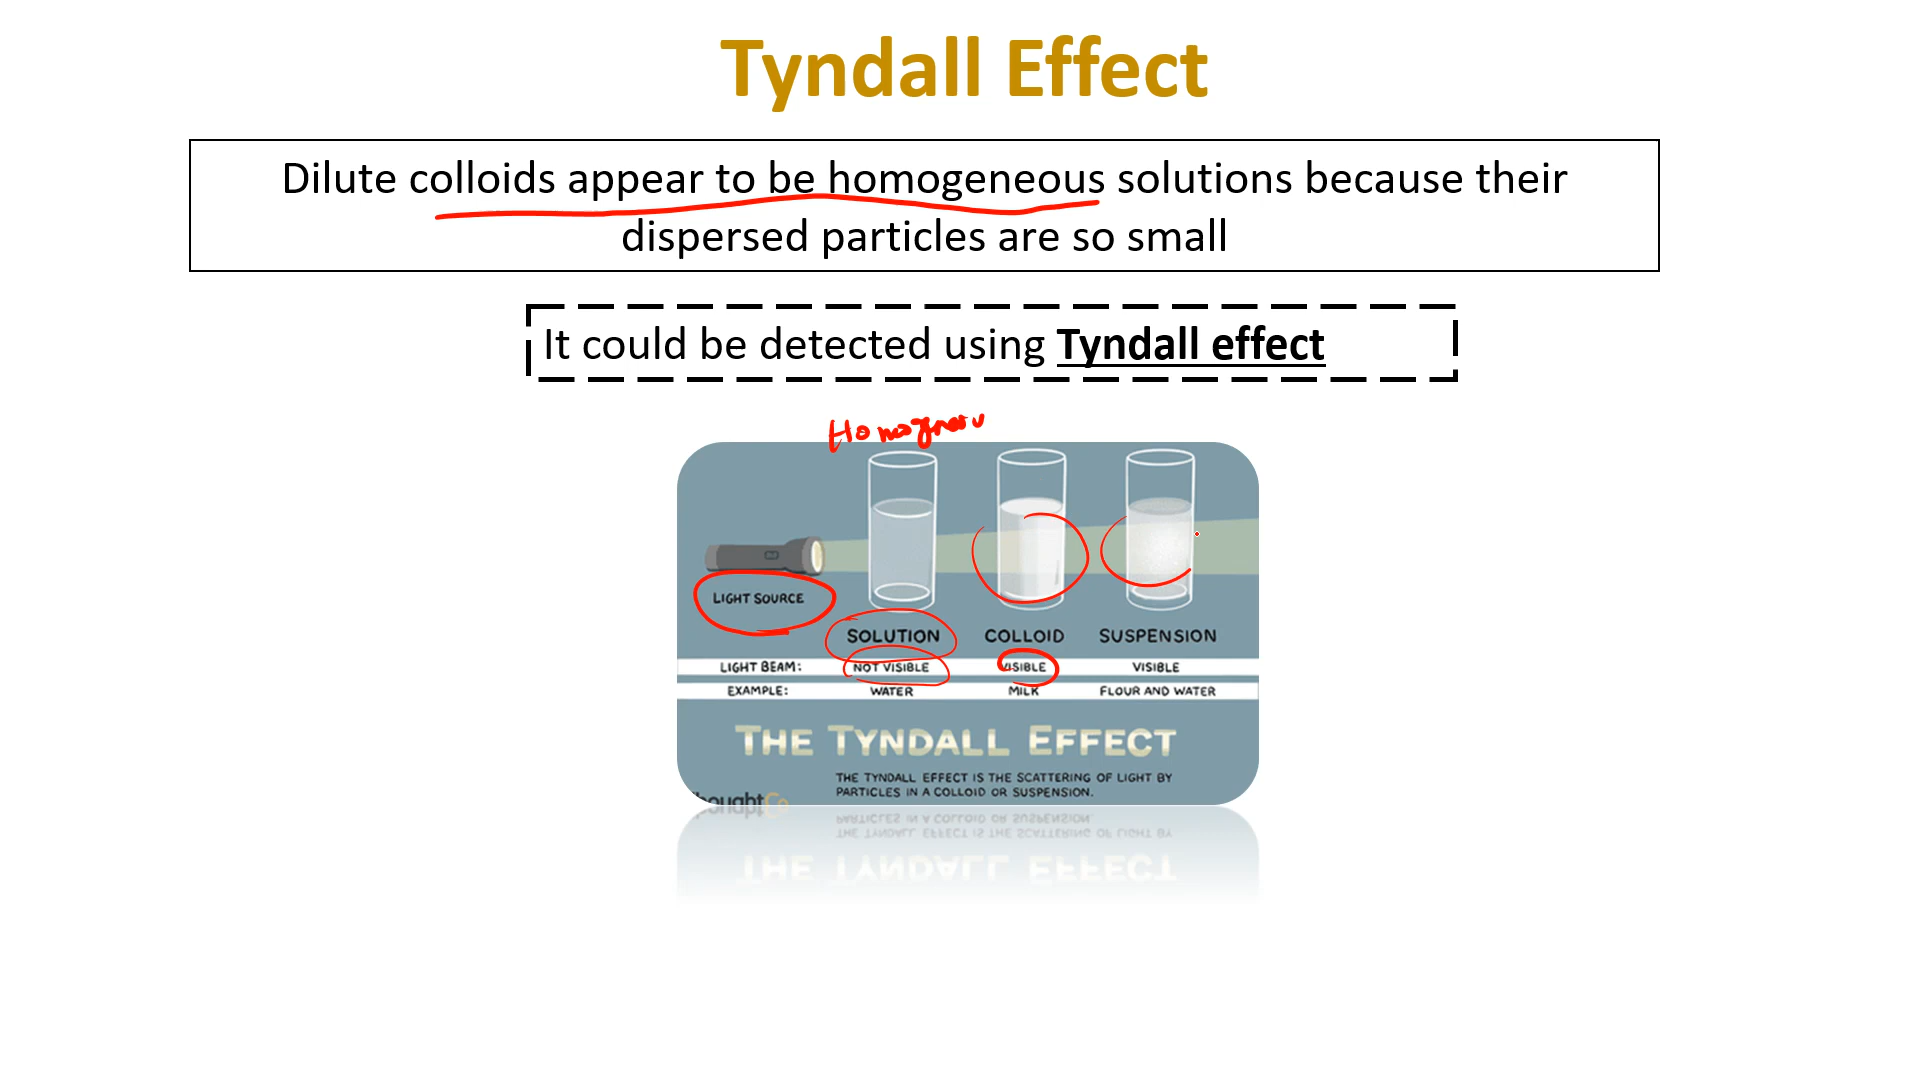 Tyndall Effect
Dilute colloids appear to be homogeneous solutions because their
dispersed particles are so small
It could be detected using Tyndall effect
LIGHT SOURCE
SOLUTION COLLOID SUSPENSION
LIGHT BEAM: NOT VISIBLE VISIBLE VISIBLE
EXAMPLE: WATER MILK FLOUR AND WATER
THE TYNDALL EFFECT
THE TYNDALL EFFECT IS THE SCATTERING OF LIGHT BY
PARTICLES IN A COLLOID OR SUSPENSION.